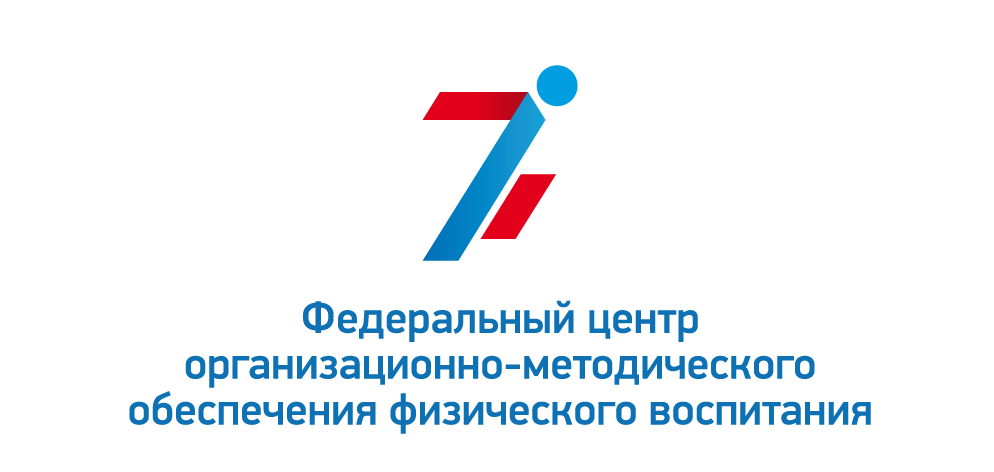 Федеральный центр
организационно-методического
обеспечения физического воспитания